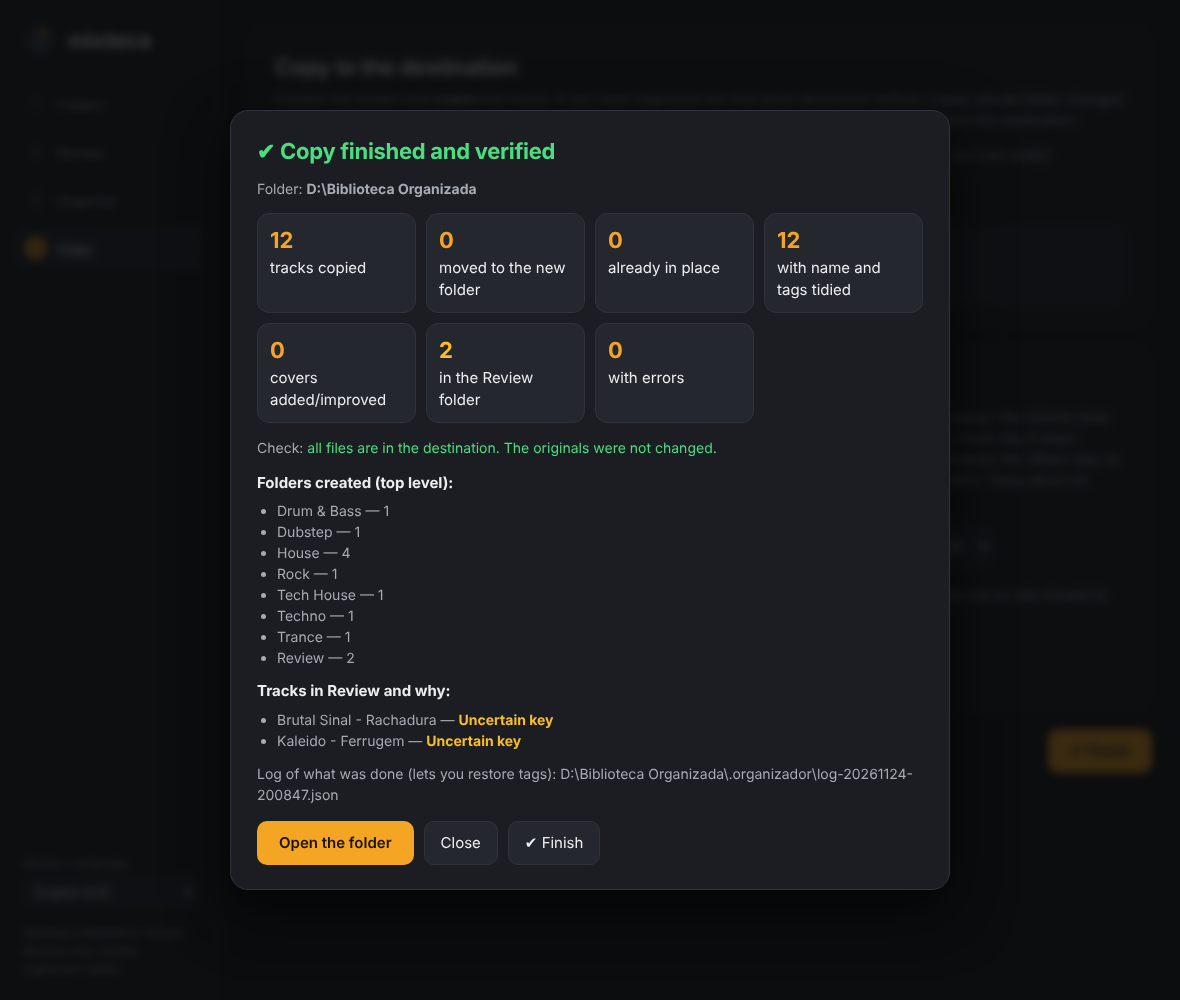 mixteca
Copy to the destination
✔ Copy finished and verified
Folder: D:\Biblioteca Organizada
12
tracks copied
0
moved to the new
folder
0
already in place
12
with name and
tags tidied
0
covers
added/improved
2
in the Review
folder
0
with errors
Check: all files are in the destination. The originals were not changed.
Folders created (top level):
• Drum & Bass — 1
• Dubstep — 1
• House — 4
• Rock — 1
• Tech House — 1
• Techno — 1
• Trance — 1
• Review — 2
Tracks in Review and why:
• Brutal Sinal - Rachadura — Uncertain key
• Kaleido - Ferrugem — Uncertain key
Log of what was done (lets you restore tags): D:\Biblioteca Organizada\.organizador\log-20261124-
200847.json
Open the folder
Close
✔ Finish